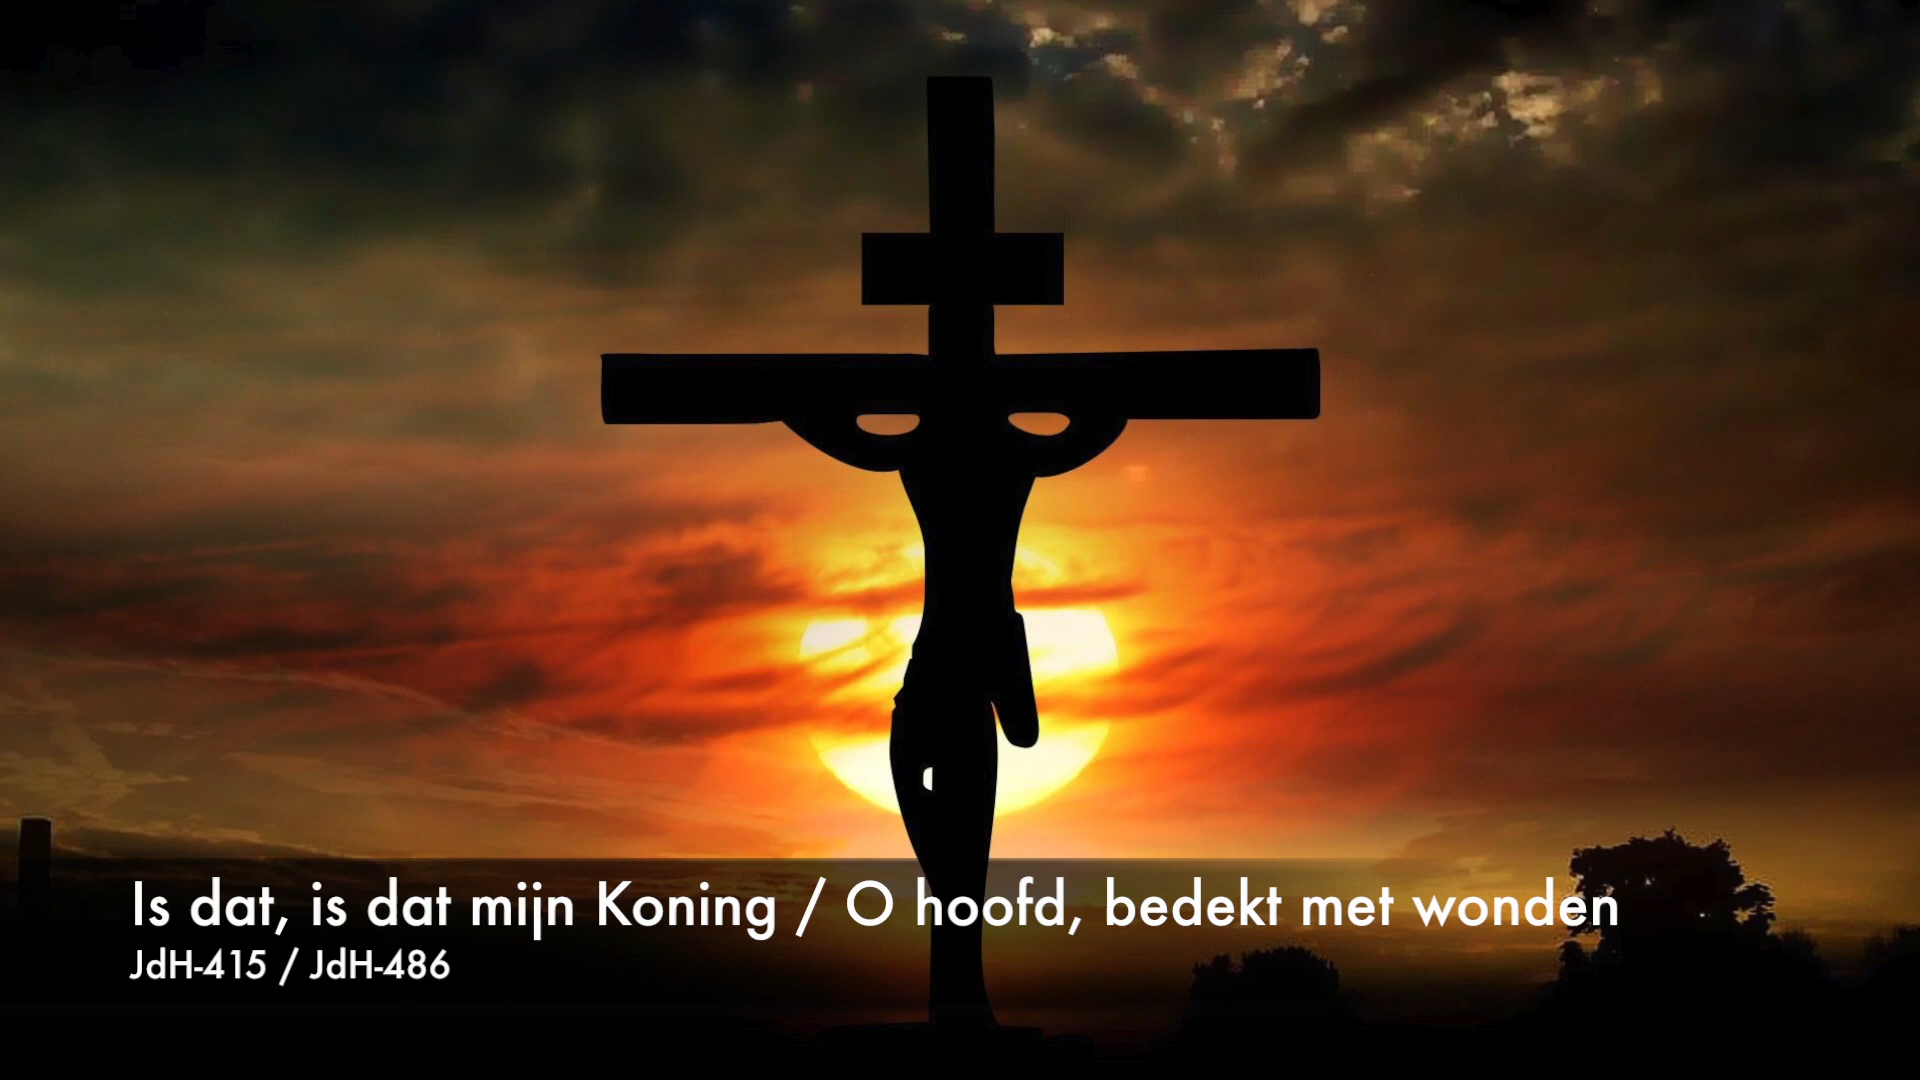 Is dat, is dat mijn Koning / O hoofd, bedekt met wonden
JdH-415 / JdH-486